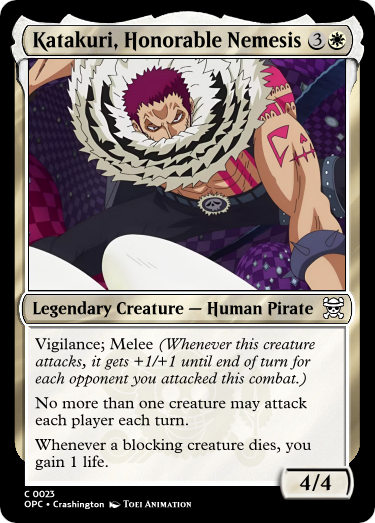 Katakuri, Honorable Nemesis 3
Legendary Creature — Human Pirate
Vigilance; Melee (Whenever this creature
attacks, it gets +1/+1 until end of turn for
each opponent you attacked this combat.)
No more than one creature may attack
each player each turn.
Whenever a blocking creature dies, you
gain 1 life.
4/4
C 0023
OPC • Crashington Toei Animation